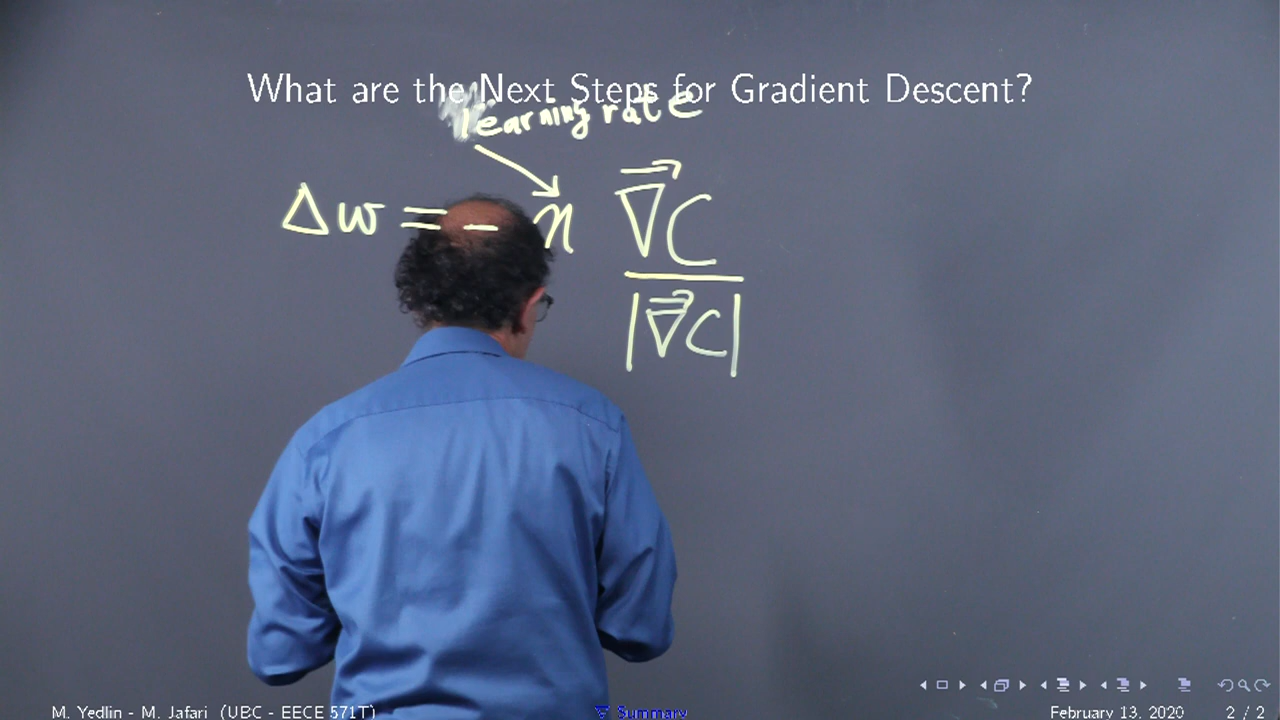 What are the Next Steps for Gradient Descent?
learning rate
Δw = - η ∇⃗C
|∇⃗C|
M. Yedlin - M. Jafari (UBC - EECE 571T)
Summary
February 13, 2020
2 / 2